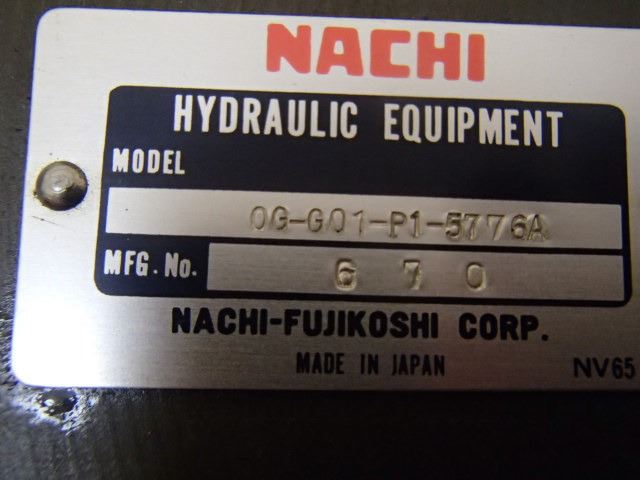 NACHI
HYDRAULIC EQUIPMENT
MODEL
OG-G01-P1-5776A
MFG. No. 6 7 0
NACHI-FUJIKOSHI CORP.
MADE IN JAPAN NV65